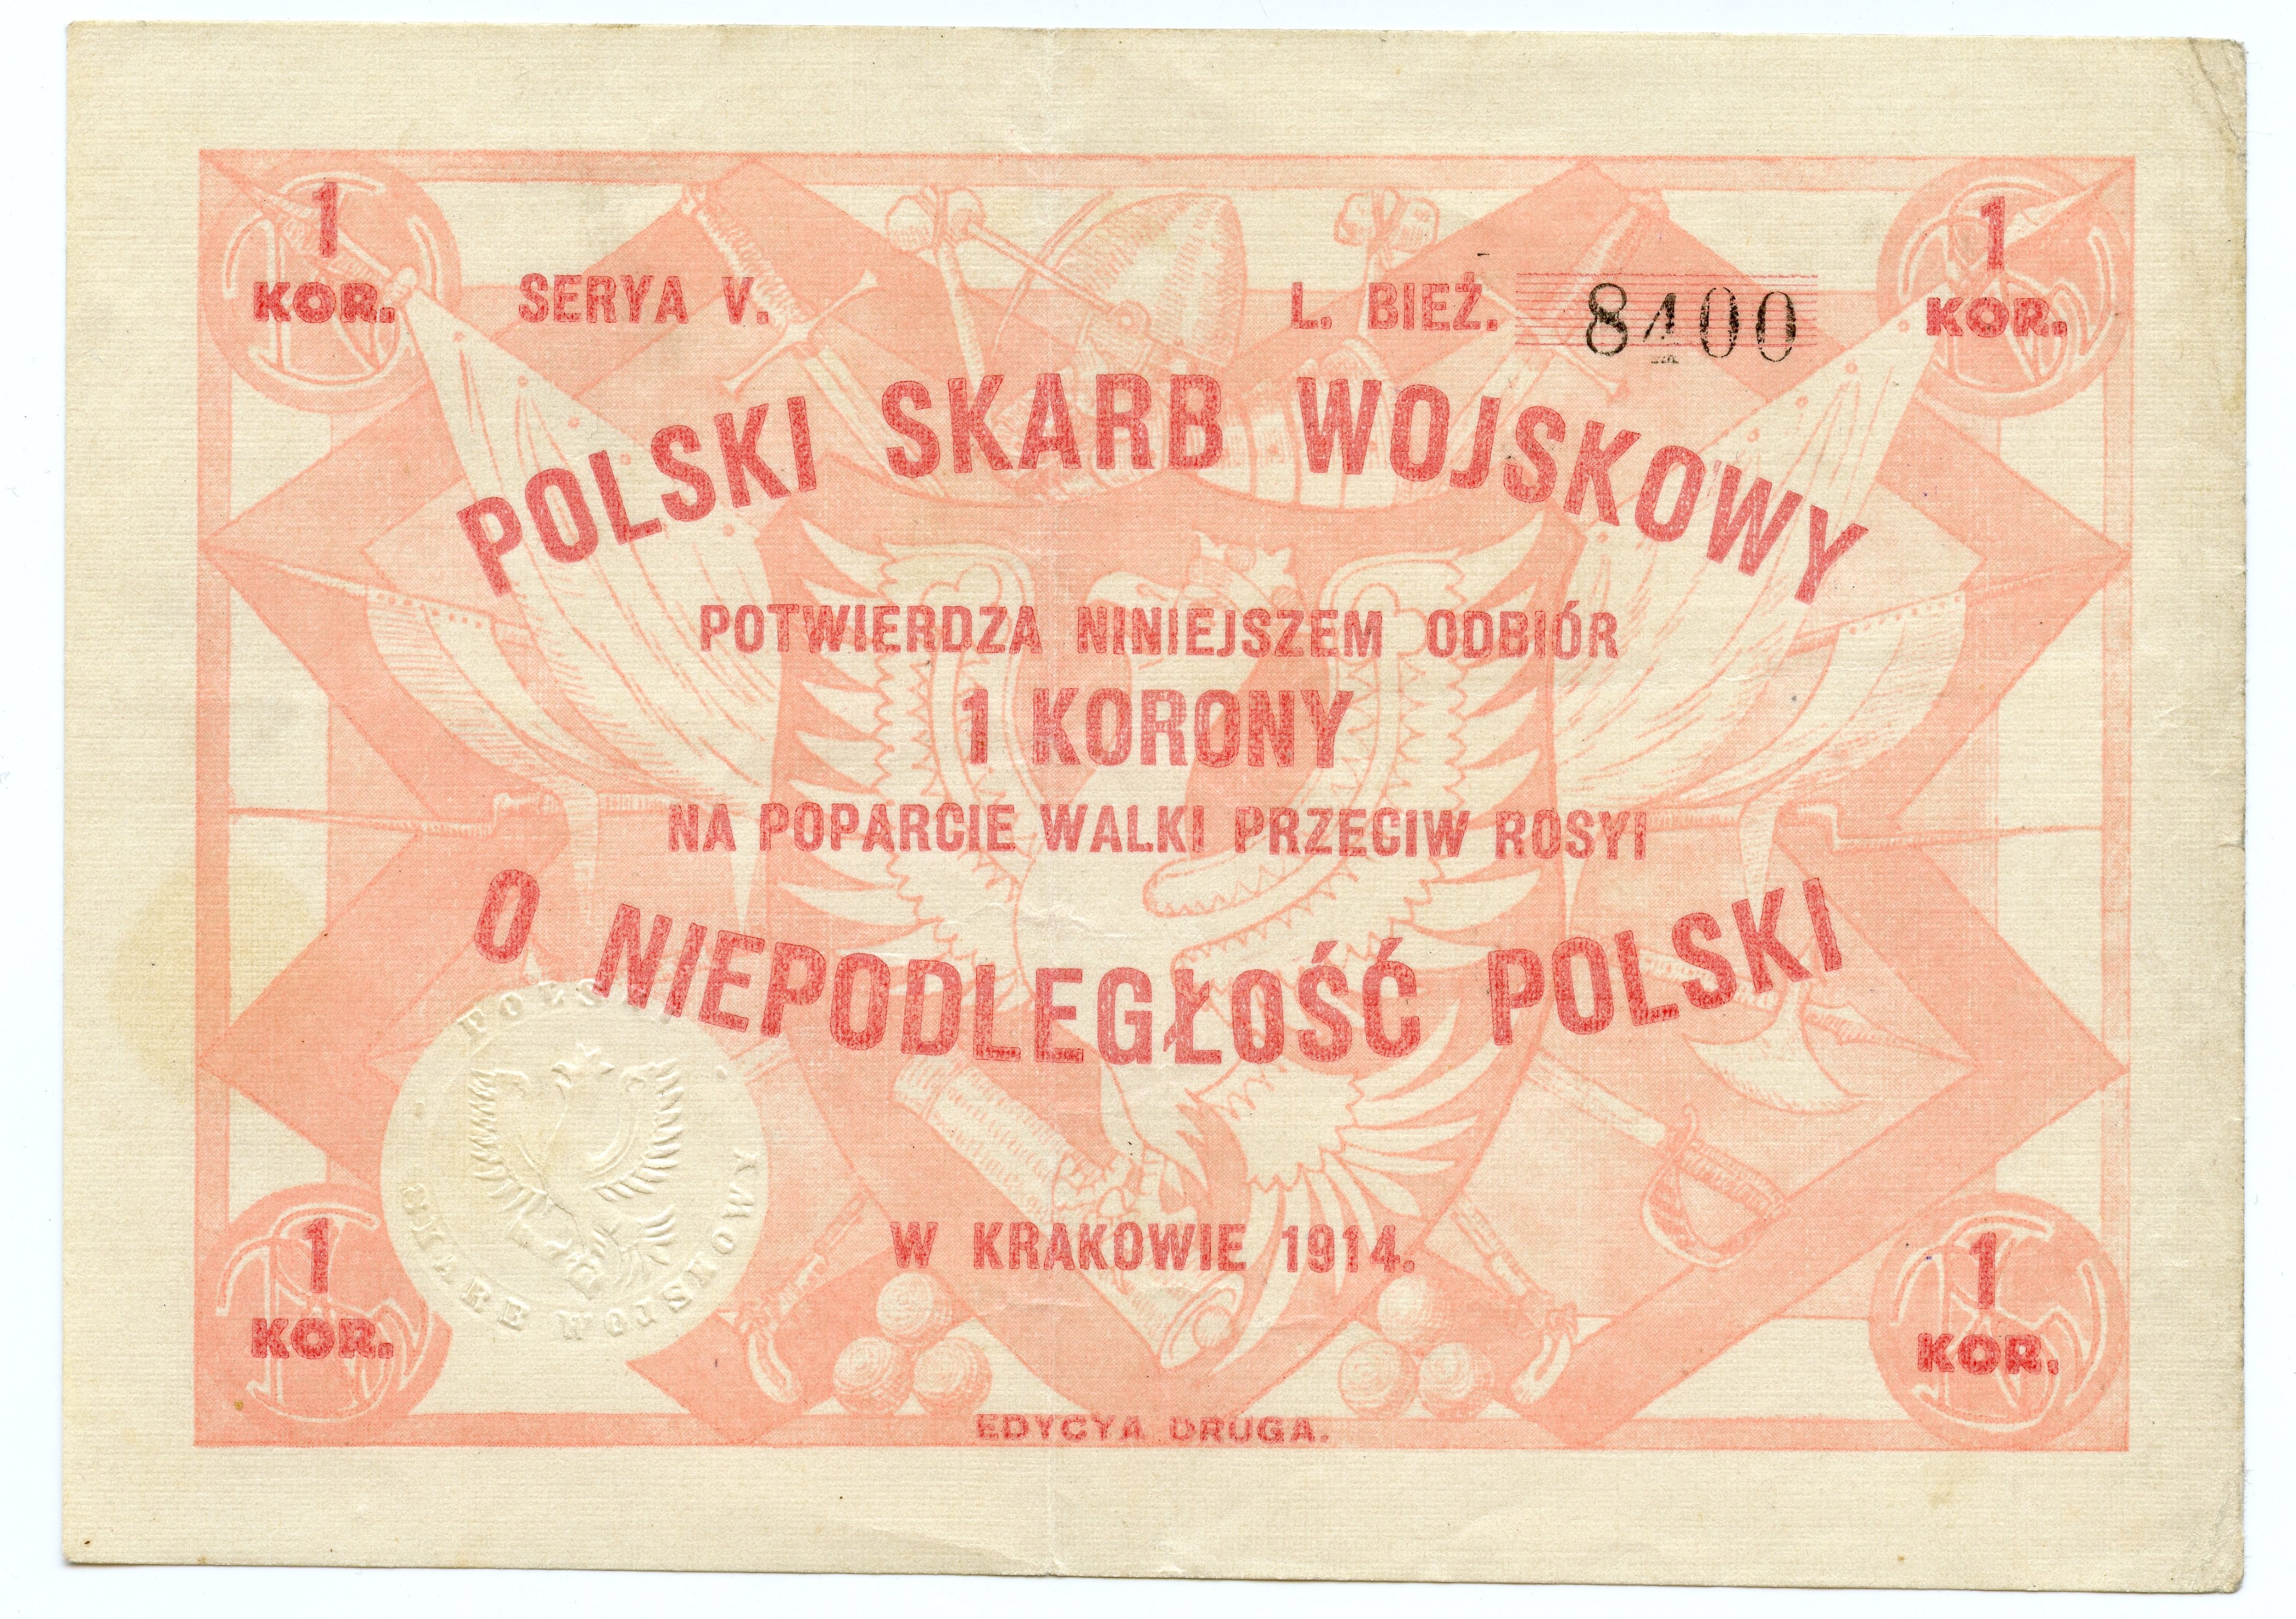 1 KOR.
SERYA V.
L. BIEŻ. 8400
1 KOR.
POLSKI SKARB WOJSKOWY
POTWIERDZA NINIEJSZEM ODBIÓR
1 KORONY
NA POPARCIE WALKI PRZECIW ROSYI
O NIEPODLEGŁOŚĆ POLSKI
SKARB WOJSKOWY
W KRAKOWIE 1914.
1 KOR.
1 KOR.
EDYCYA DRUGA.